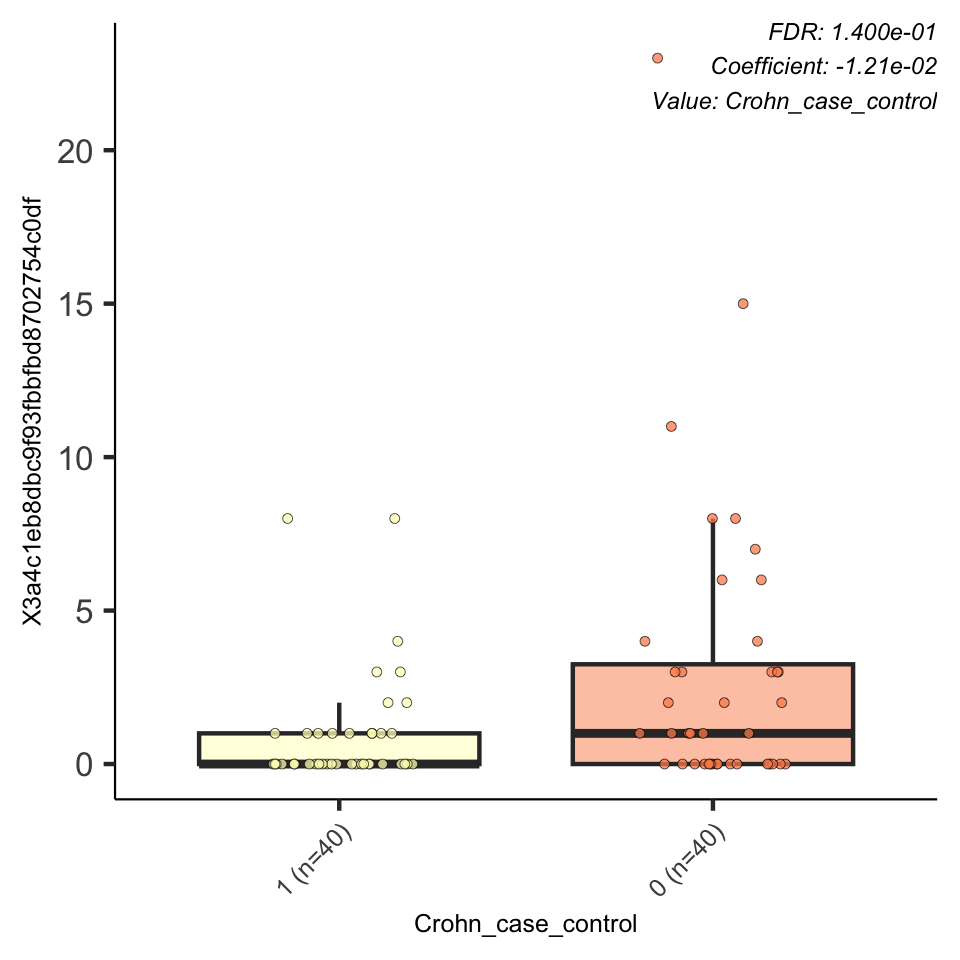 FDR: 1.400e-01
Coefficient: -1.21e-02
Value: Crohn_case_control
X3a4c1eb8dbc9f93fbbfbd8702754c0df
20
15
10
5
0
1 (n=40)
0 (n=40)
Crohn_case_control